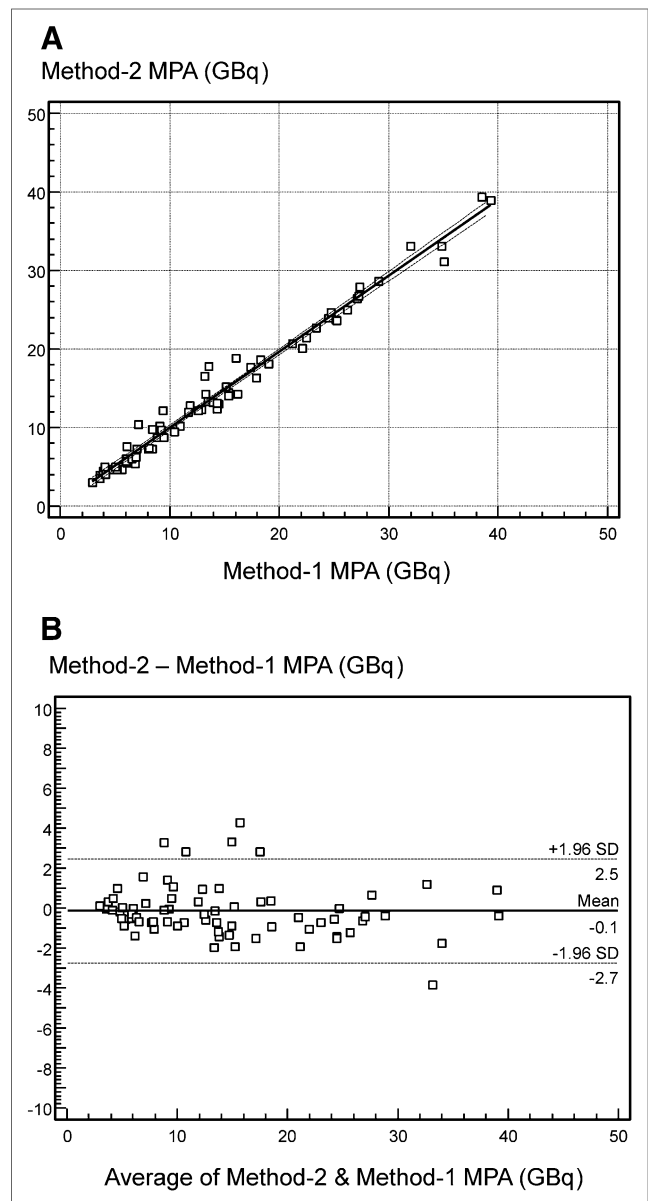 A
Method-2 MPA (GBq)
50
40
30
20
10
0
0 10 20 30 40 50
Method-1 MPA (GBq)
B
Method-2 – Method-1 MPA (GBq)
10
8
6
4
+1.96 SD
2
2.5
Mean
0
-0.1
-1.96 SD
-2
-2.7
-4
-6
-8
-10
0 10 20 30 40 50
Average of Method-2 & Method-1 MPA (GBq)